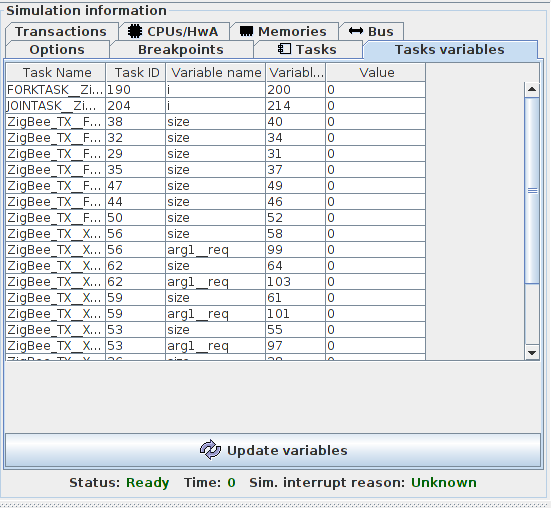 Simulation information
Transactions CPUs/HwA Memories Bus
Options Breakpoints Tasks Tasks variables
Task Name Task ID Variable name Variabl... Value
FORKTASK__Zi... 190 i 200 0
JOINTASK__Zi... 204 i 214 0
ZigBee_TX__F... 38 size 40 0
ZigBee_TX__F... 32 size 34 0
ZigBee_TX__F... 29 size 31 0
ZigBee_TX__F... 35 size 37 0
ZigBee_TX__F... 47 size 49 0
ZigBee_TX__F... 44 size 46 0
ZigBee_TX__F... 50 size 52 0
ZigBee_TX__X... 56 size 58 0
ZigBee_TX__X... 56 arg1__req 99 0
ZigBee_TX__X... 62 size 64 0
ZigBee_TX__X... 62 arg1__req 103 0
ZigBee_TX__X... 59 size 61 0
ZigBee_TX__X... 59 arg1__req 101 0
ZigBee_TX__X... 53 size 55 0
ZigBee_TX__X... 53 arg1__req 97 0
Update variables
Status: Ready Time: 0 Sim. interrupt reason: Unknown